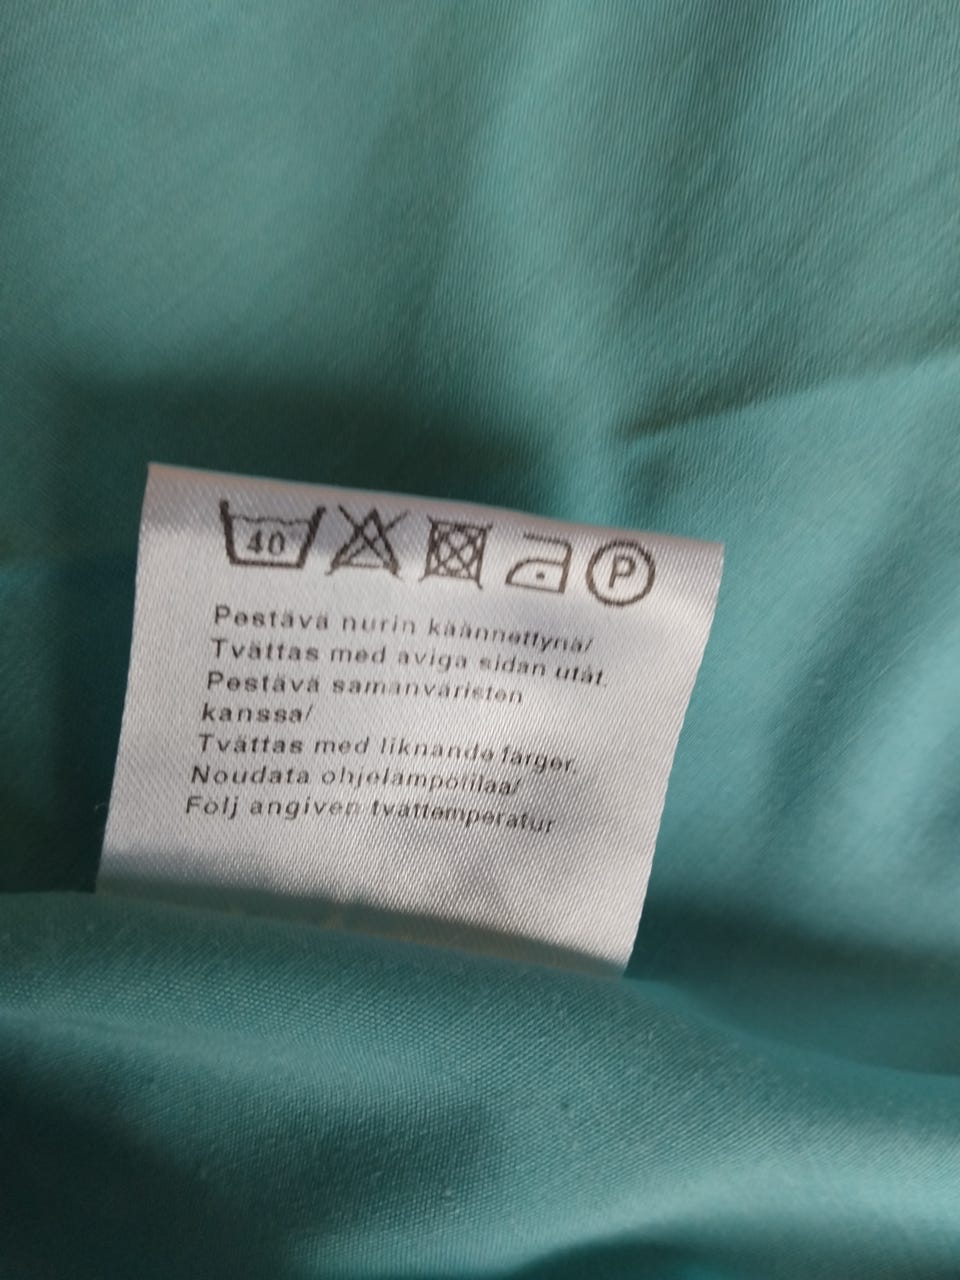 40 P
Pestävä nurin käännettynä/
Tvättas med aviga sidan utåt.
Pestävä samanväristen
kanssa/
Tvättas med liknande färger.
Noudata ohjelämpötilaa/
Följ angiven tvättemperatur